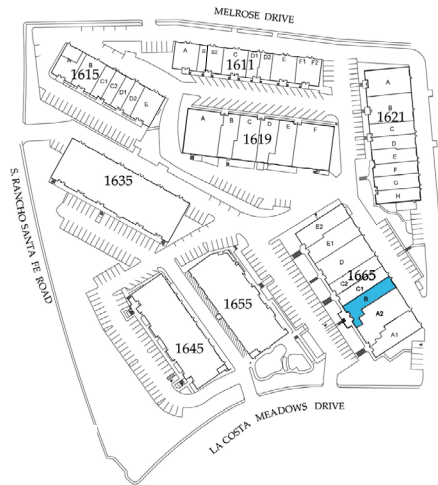 MELROSE DRIVE
A B B2 C D1 D2 E F1 F2
1611
A B C1 C2 D1 D2 E
1615
A B C D E F G H
1621
A B C D E F
1619
1635
S. RANCHO SANTA FE ROAD
E2 E1 D C2 C1 B A2 A1
1665
1655
1645
LA COSTA MEADOWS DRIVE